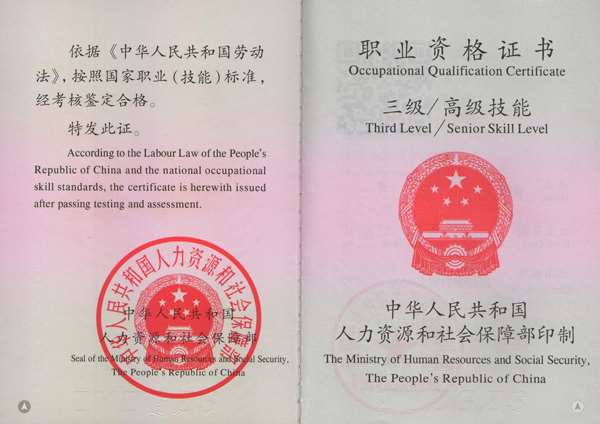 依据《中华人民共和国劳动
法》，按照国家职业（技能）标准，
经考核鉴定合格。
特发此证。
According to the Labour Law of the People's
Republic of China and the national occupational
skill standards, the certificate is herewith issued
after passing testing and assessment.
中华人民共和国人力资源和社会保障部
中华人民共和国
人力资源和社会保障部
Seal of the Ministry of Human Resources and Social Security,
The People's Republic of China
职业资格证书
Occupational Qualification Certificate
三级/高级技能
Third Level/Senior Skill Level
中华人民共和国
人力资源和社会保障部印制
The Ministry of Human Resources and Social Security,
The People's Republic of China